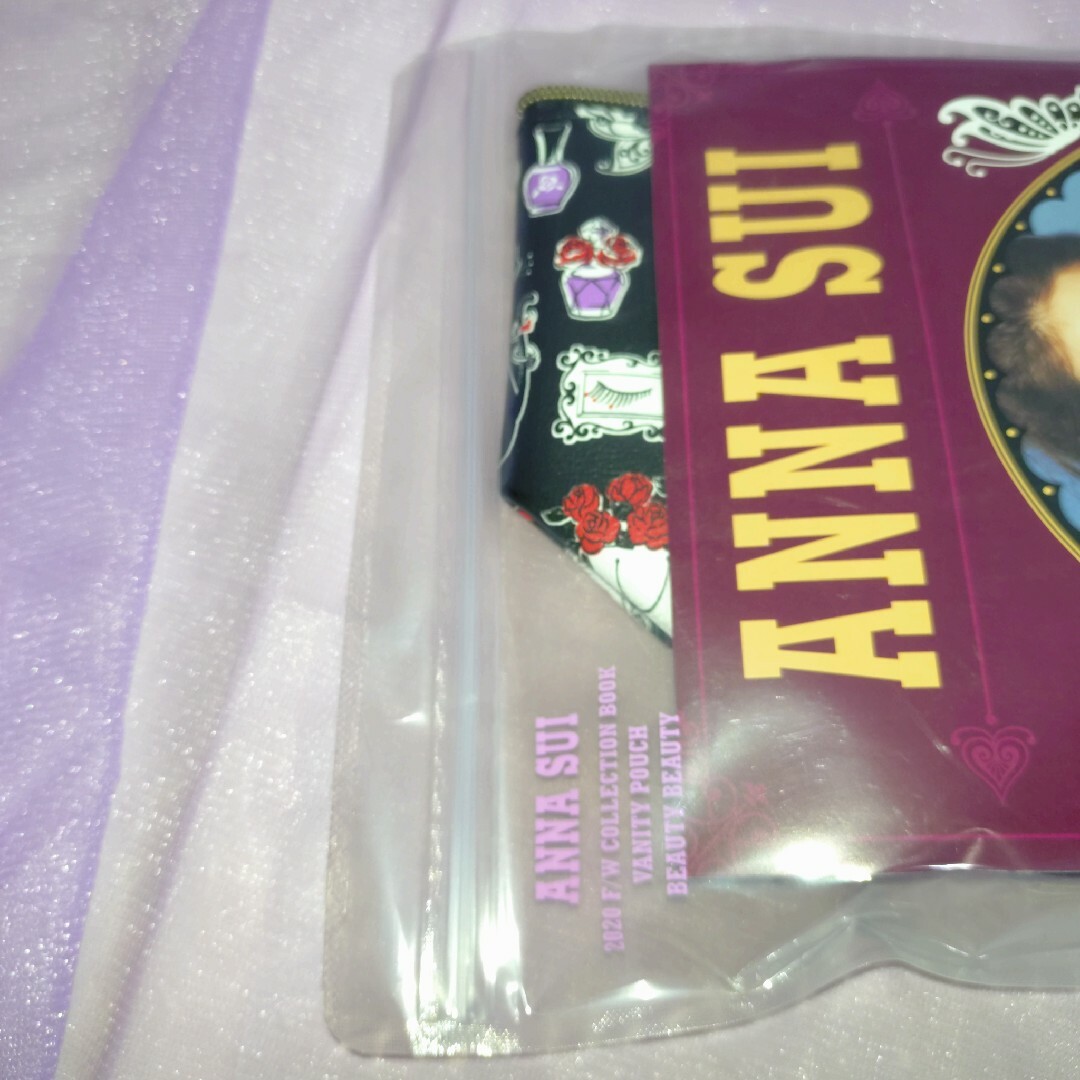 ANNA SUI
ANNA SUI
2020 F/W COLLECTION BOOK
VANITY POUCH
BEAUTY BEAUTY